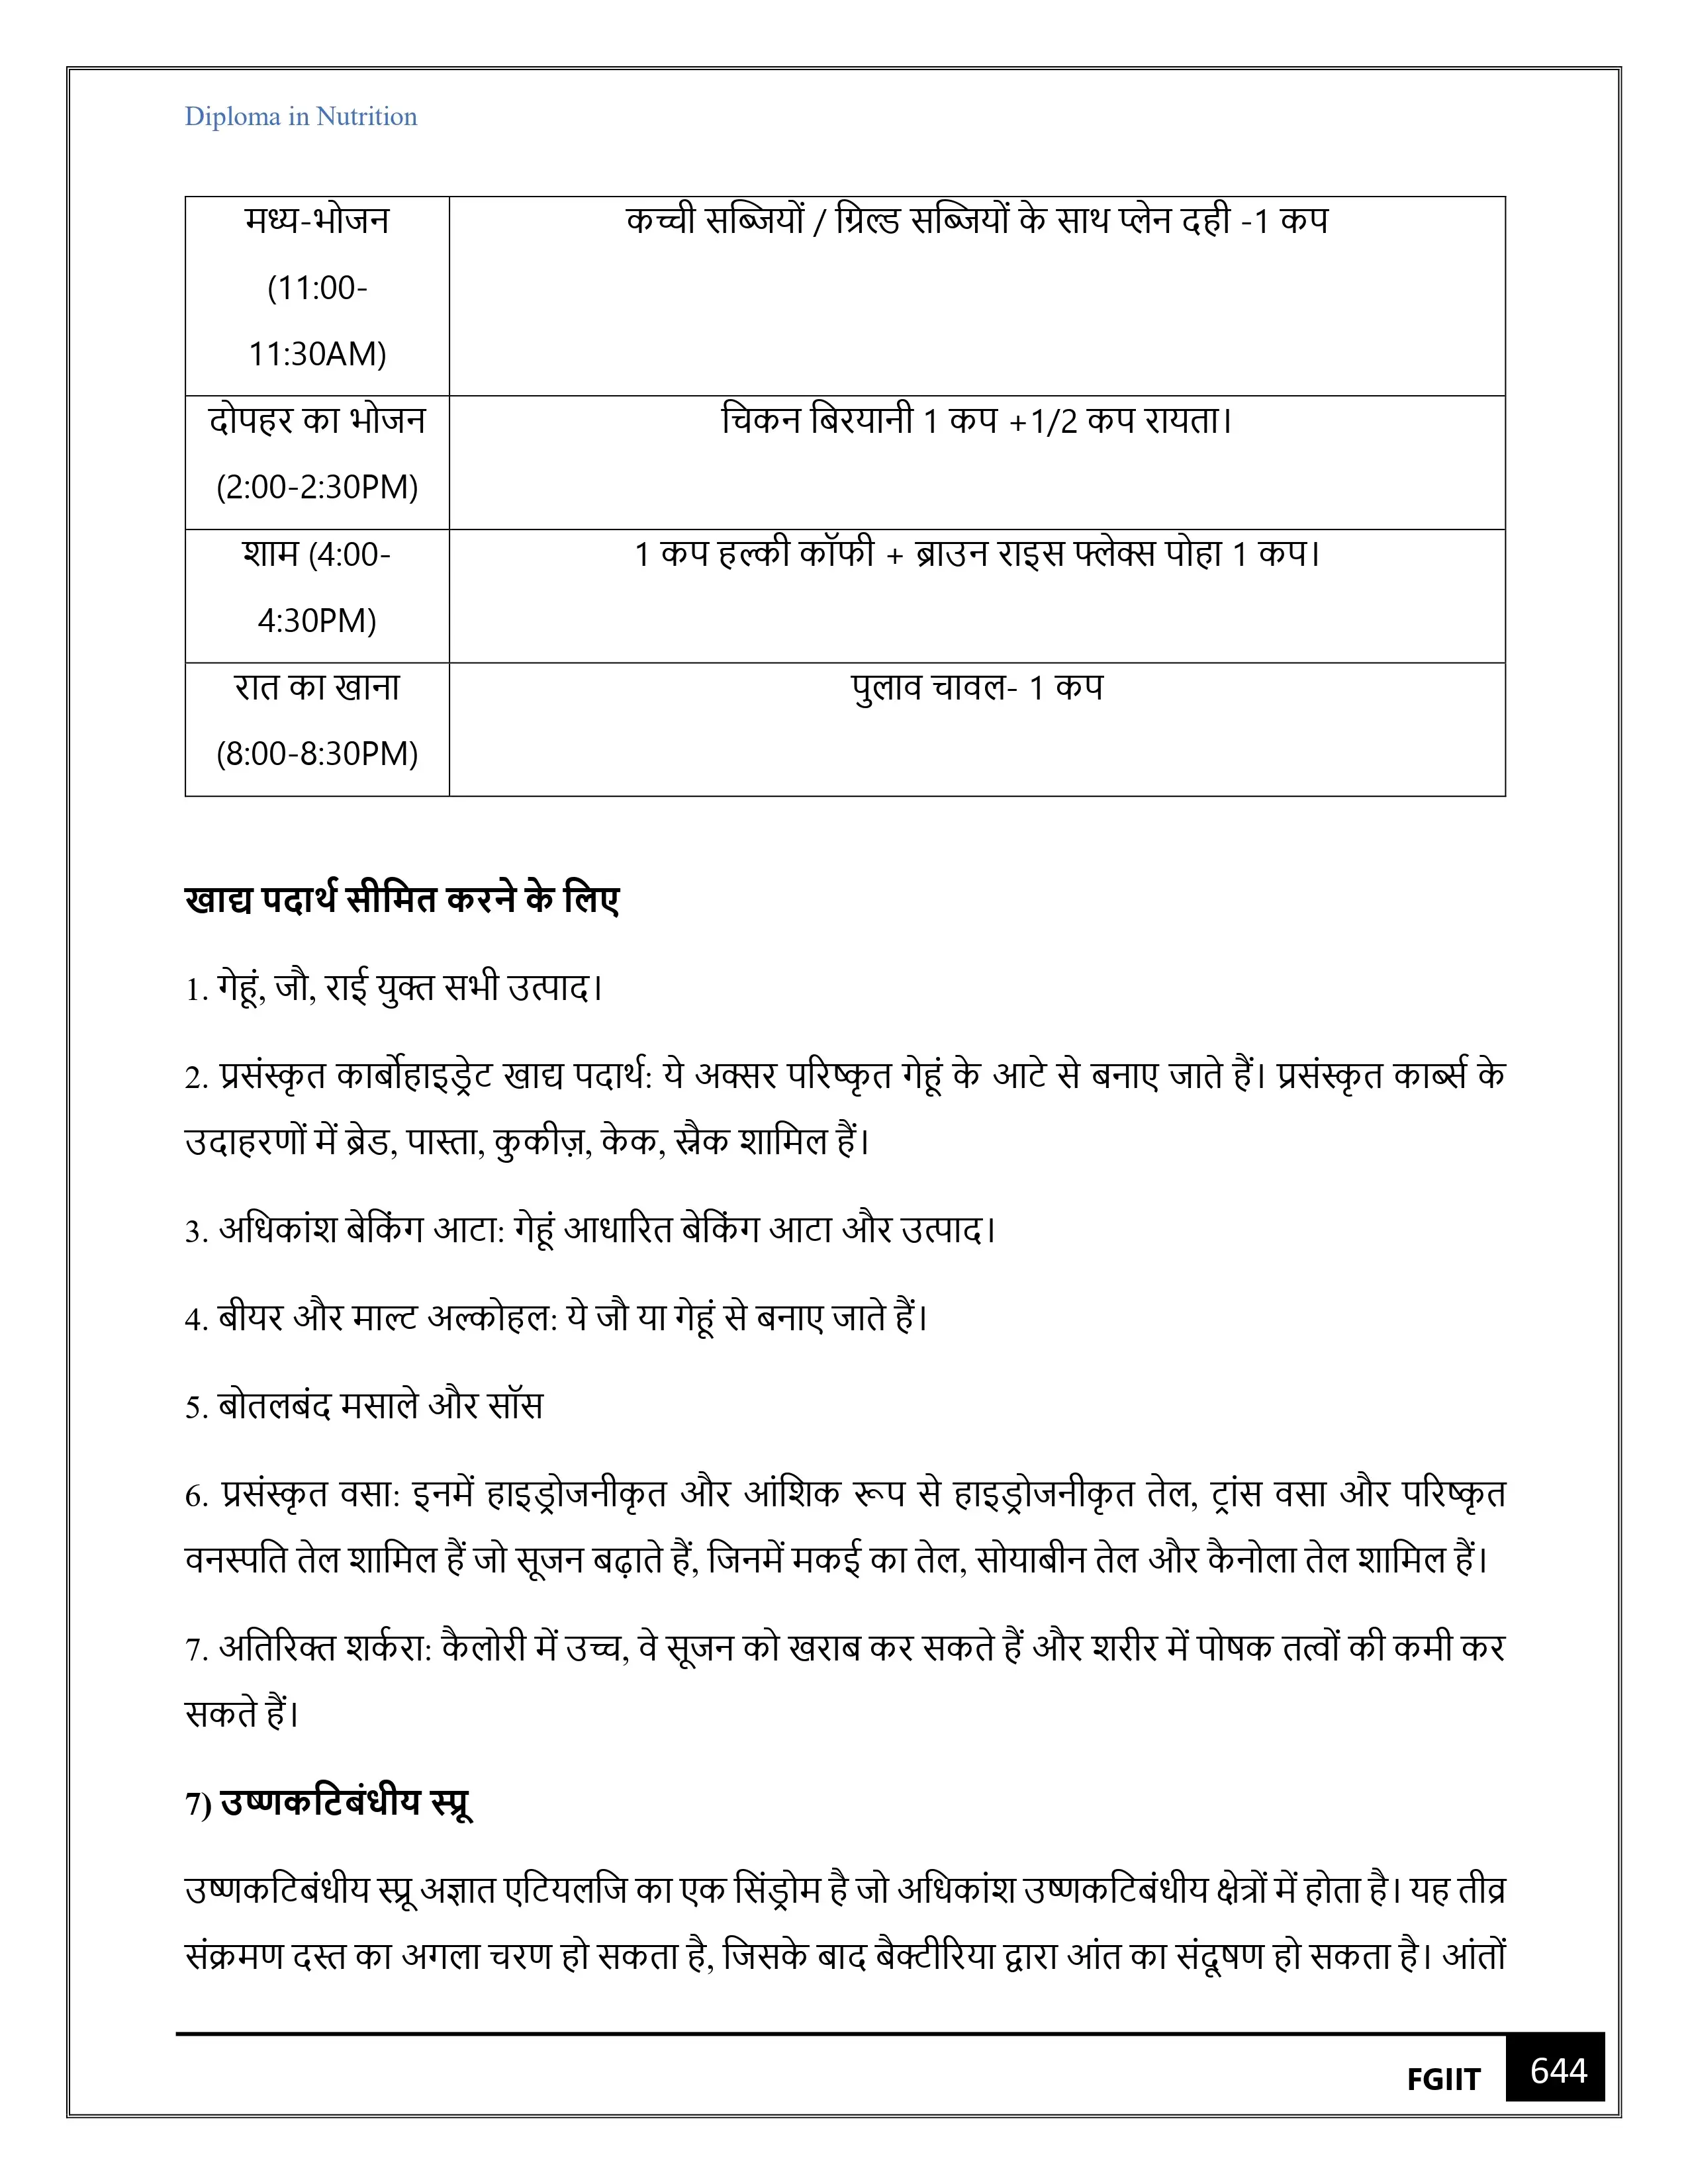 Diploma in Nutrition
मध्य-भोजन
(11:00-
11:30AM)
कच्ची सब्जियों / ग्रिल्ड सब्जियों के साथ प्लेन दही -1 कप
दोपहर का भोजन
(2:00-2:30PM)
चिकन बिरयानी 1 कप +1/2 कप रायता।
शाम (4:00-
4:30PM)
1 कप हल्की कॉफी + ब्राउन राइस फ्लेक्स पोहा 1 कप।
रात का खाना
(8:00-8:30PM)
पुलाव चावल- 1 कप
खाद्य पदार्थ सीमित करने के लिए
1. गेहूं, जौ, राई युक्त सभी उत्पाद।
2. प्रसंस्कृत कार्बोहाइड्रेट खाद्य पदार्थ: ये अक्सर परिष्कृत गेहूं के आटे से बनाए जाते हैं। प्रसंस्कृत कार्ब्स के
उदाहरणों में ब्रेड, पास्ता, कुकीज़, केक, स्नैक शामिल हैं।
3. अधिकांश बेकिंग आटा: गेहूं आधारित बेकिंग आटा और उत्पाद।
4. बीयर और माल्ट अल्कोहल: ये जौ या गेहूं से बनाए जाते हैं।
5. बोतलबंद मसाले और सॉस
6. प्रसंस्कृत वसा: इनमें हाइड्रोजनीकृत और आंशिक रूप से हाइड्रोजनीकृत तेल, ट्रांस वसा और परिष्कृत
वनस्पति तेल शामिल हैं जो सूजन बढ़ाते हैं, जिनमें मकई का तेल, सोयाबीन तेल और कैनोला तेल शामिल हैं।
7. अतिरिक्त शर्करा: कैलोरी में उच्च, वे सूजन को खराब कर सकते हैं और शरीर में पोषक तत्वों की कमी कर
सकते हैं।
7) उष्णकटिबंधीय स्प्रू
उष्णकटिबंधीय स्प्रू अज्ञात एटियलजि का एक सिंड्रोम है जो अधिकांश उष्णकटिबंधीय क्षेत्रों में होता है। यह तीव्र
संक्रमण दस्त का अगला चरण हो सकता है, जिसके बाद बैक्टीरिया द्वारा आंत का संदूषण हो सकता है। आंतों
FGIIT 644